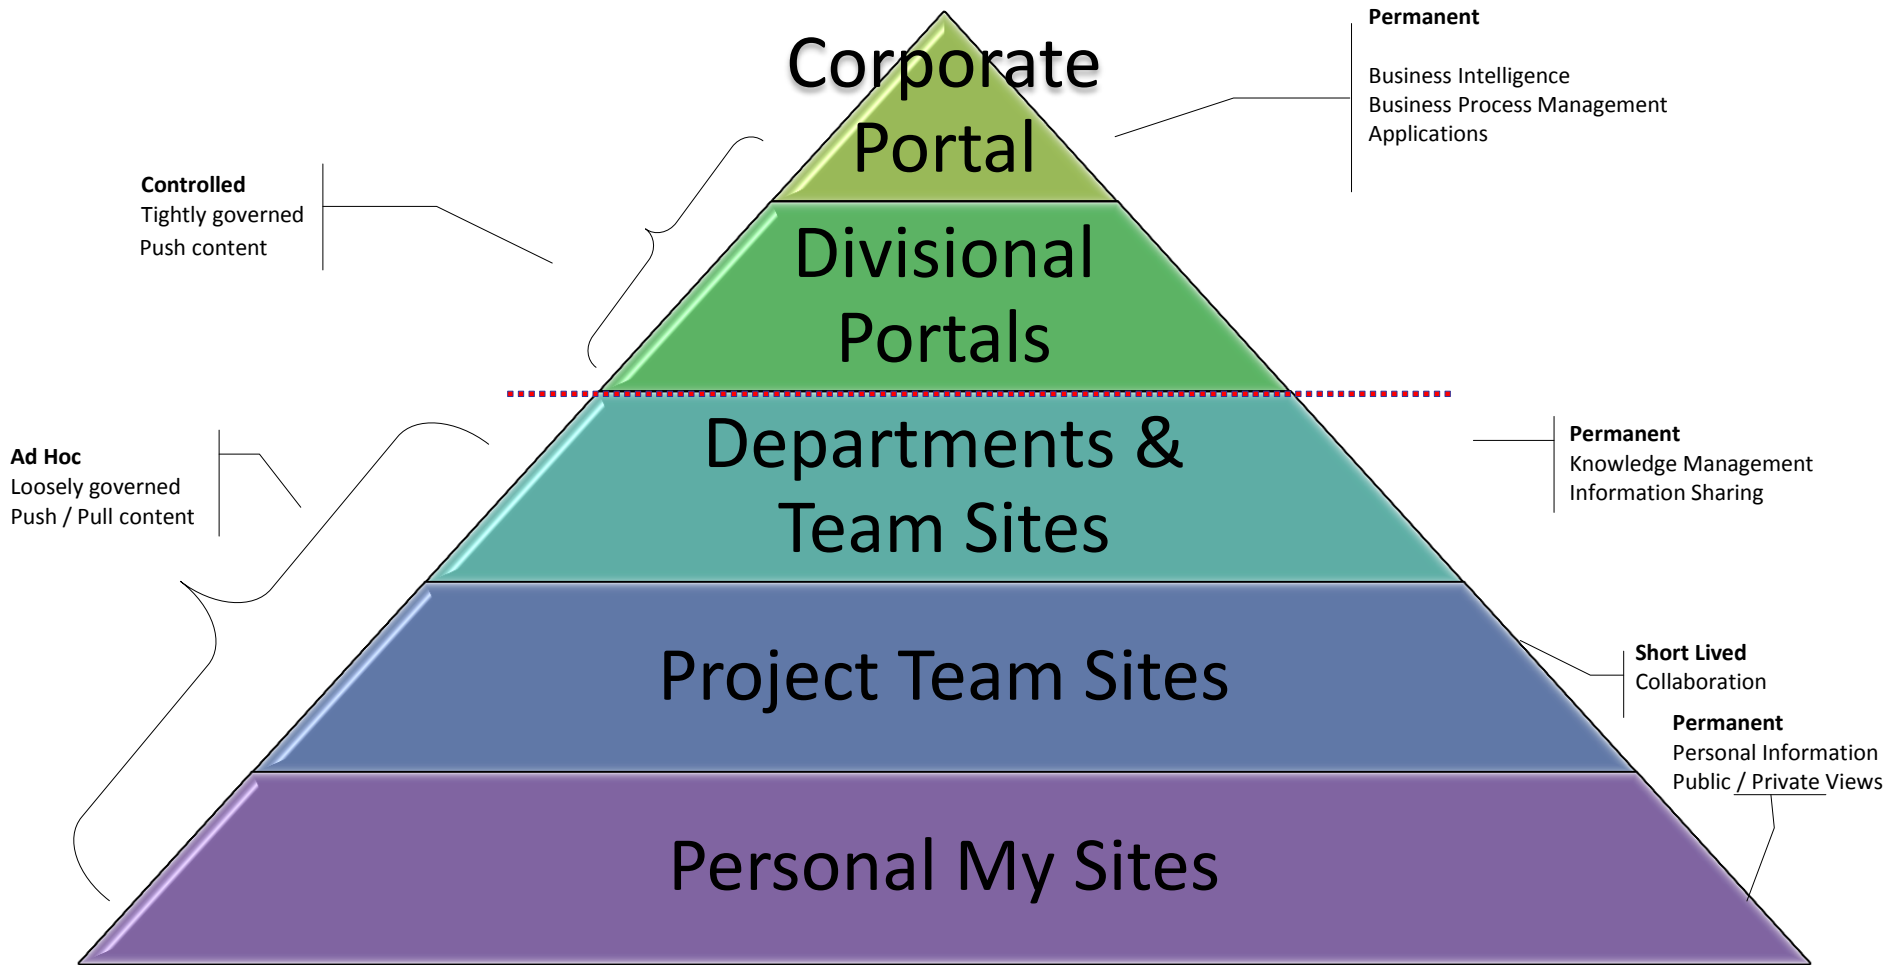 Corporate
Portal
Divisional
Portals
Departments &
Team Sites
Project Team Sites
Personal My Sites
Controlled
Tightly governed
Push content
Ad Hoc
Loosely governed
Push / Pull content
Permanent
Business Intelligence
Business Process Management
Applications
Permanent
Knowledge Management
Information Sharing
Short Lived
Collaboration
Permanent
Personal Information
Public / Private Views